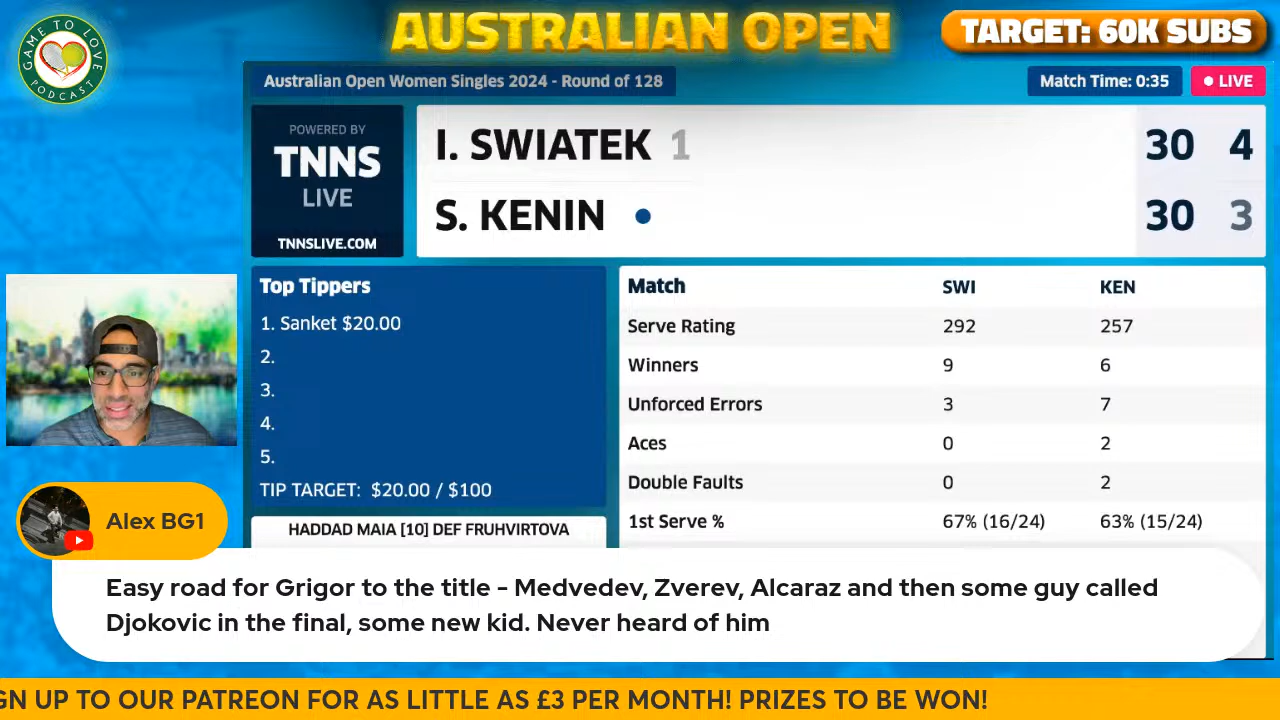 GAME TO LOVE
PODCAST
AUSTRALIAN OPEN
TARGET: 60K SUBS
Australian Open Women Singles 2024 - Round of 128
Match Time: 0:35
LIVE
POWERED BY
TNNS
LIVE
TNNSLIVE.COM
I. SWIATEK 1 30 4
S. KENIN 30 3
Top Tippers
1. Sanket $20.00
2.
3.
4.
5.
TIP TARGET: $20.00 / $100
HADDAD MAIA [10] DEF FRUHVIRTOVA
Match SWI KEN
Serve Rating 292 257
Winners 9 6
Unforced Errors 3 7
Aces 0 2
Double Faults 0 2
1st Serve % 67% (16/24) 63% (15/24)
Alex BG1
Easy road for Grigor to the title - Medvedev, Zverev, Alcaraz and then some guy called
Djokovic in the final, some new kid. Never heard of him
GN UP TO OUR PATREON FOR AS LITTLE AS £3 PER MONTH! PRIZES TO BE WON!